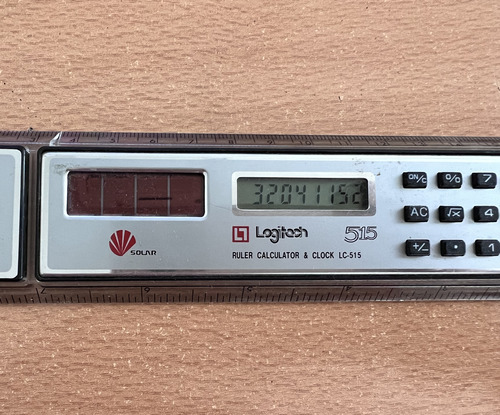 32041152
ON/C % 7
AC √x 4
+/- • 1
Logitech 515
SOLAR
RULER CALCULATOR & CLOCK LC-515